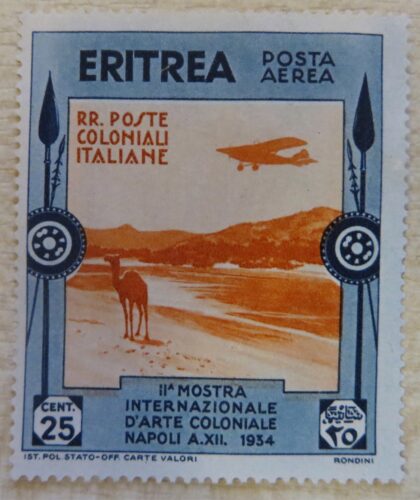 ERITREA
POSTA
AEREA
RR. POSTE
COLONIALI
ITALIANE
IIª MOSTRA
INTERNAZIONALE
D'ARTE COLONIALE
NAPOLI A.XII. 1934
CENT.
25
٢٥
IST. POL. STATO-OFF. CARTE VALORI
RONDINI